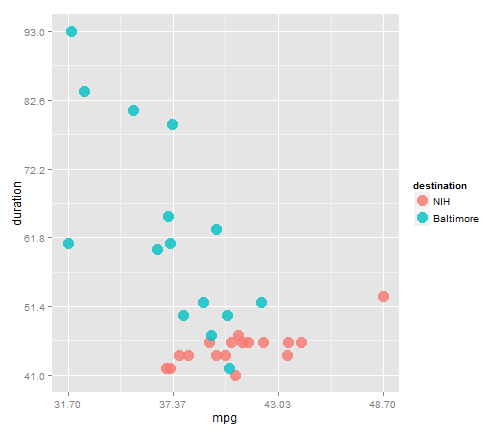 93.0
82.6
72.2
61.8
51.4
41.0
duration
31.70
37.37
43.03
48.70
mpg
destination
NIH
Baltimore